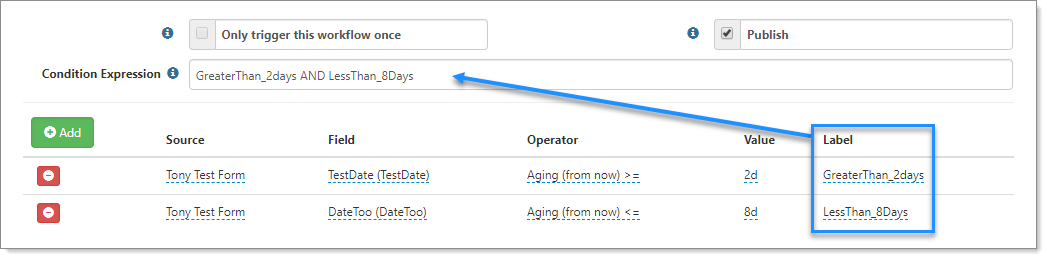 Only trigger this workflow once
Publish
Condition Expression
GreaterThan_2days AND LessThan_8Days
Add
Source Field Operator Value Label
Tony Test Form TestDate (TestDate) Aging (from now) >= 2d GreaterThan_2days
Tony Test Form DateToo (DateToo) Aging (from now) <= 8d LessThan_8Days